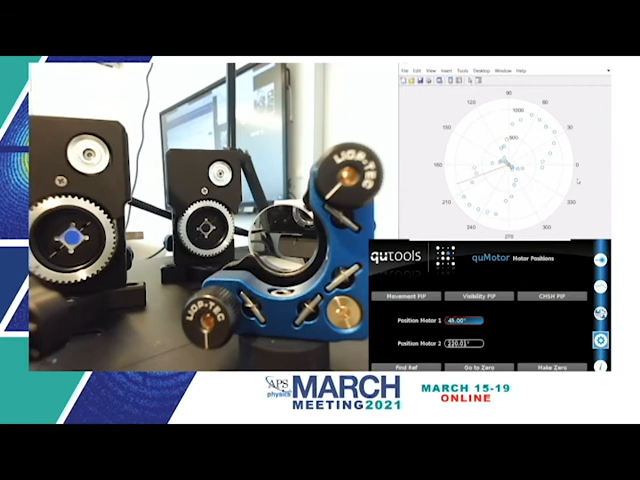 File Edit View Insert Tools Desktop Window Help
90
60
30
0
330
300
270
240
210
180
150
120
1000
500
LIOP-TEC
LIOP-TEC
qutools
quMotor Motor Positions
Movement PIP Visibility PIP CHSH PIP
Position Motor 1 45.00°
Position Motor 2 220.01°
Find Ref Go to Zero Make Zero
APS
physics
MARCH
MEETING2021
MARCH 15-19
ONLINE